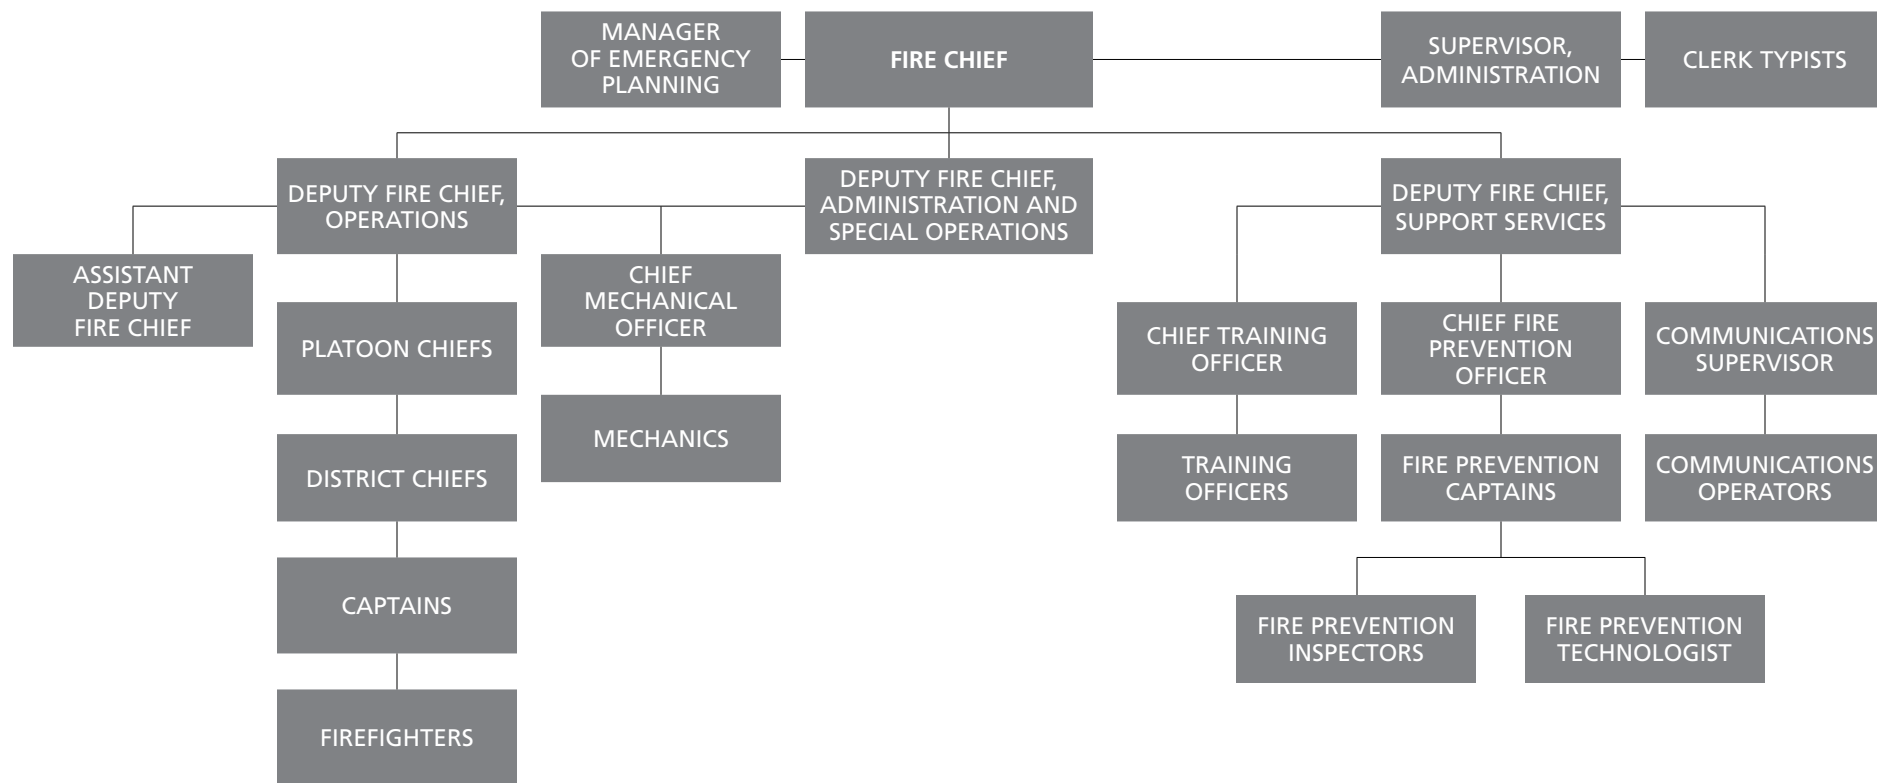 MANAGER
OF EMERGENCY
PLANNING
FIRE CHIEF
SUPERVISOR,
ADMINISTRATION
CLERK TYPISTS
DEPUTY FIRE CHIEF,
OPERATIONS
DEPUTY FIRE CHIEF,
ADMINISTRATION AND
SPECIAL OPERATIONS
DEPUTY FIRE CHIEF,
SUPPORT SERVICES
ASSISTANT
DEPUTY
FIRE CHIEF
PLATOON CHIEFS
CHIEF
MECHANICAL
OFFICER
CHIEF TRAINING
OFFICER
CHIEF FIRE
PREVENTION
OFFICER
COMMUNICATIONS
SUPERVISOR
MECHANICS
DISTRICT CHIEFS
TRAINING
OFFICERS
FIRE PREVENTION
CAPTAINS
COMMUNICATIONS
OPERATORS
CAPTAINS
FIRE PREVENTION
INSPECTORS
FIRE PREVENTION
TECHNOLOGIST
FIREFIGHTERS